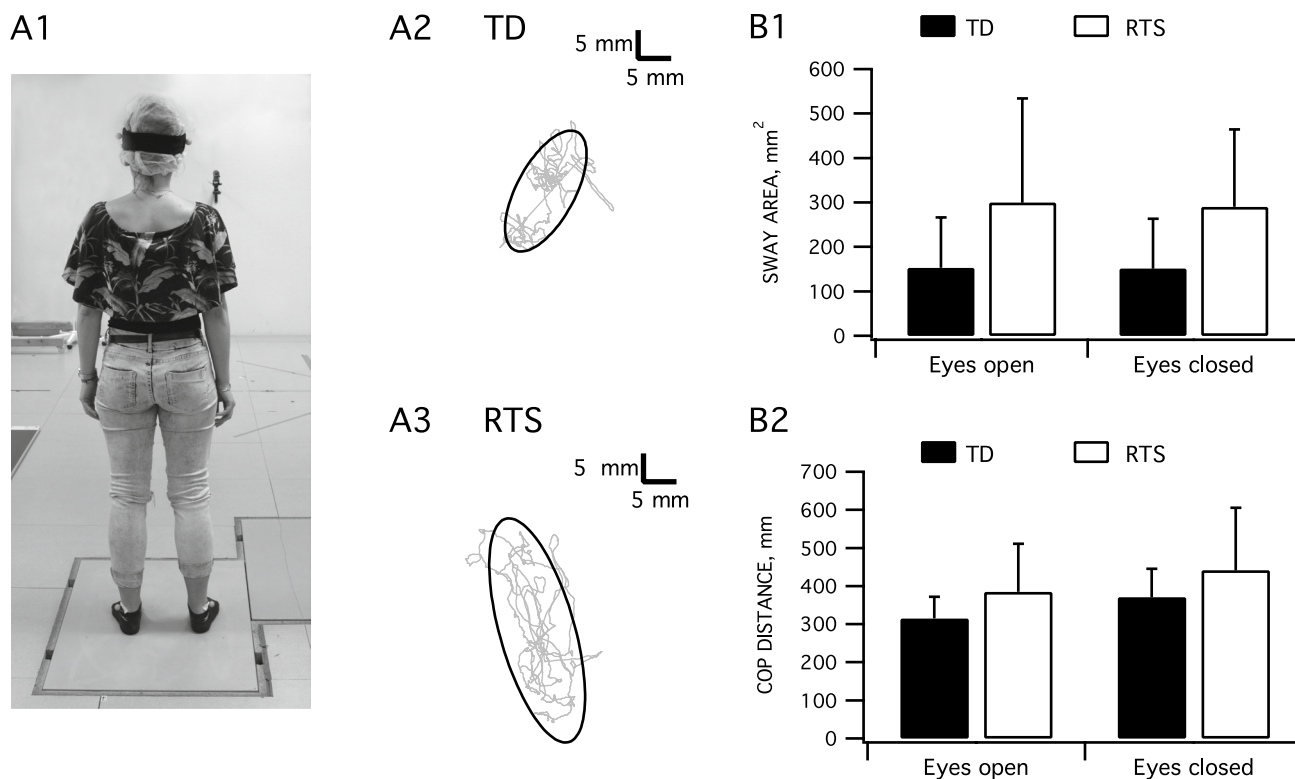 A1
A2 TD
5 mm
5 mm
A3 RTS
5 mm
5 mm
B1
TD RTS
SWAY AREA, mm²
600
500
400
300
200
100
0
Eyes open Eyes closed
B2
TD RTS
COP DISTANCE, mm
700
600
500
400
300
200
100
0
Eyes open Eyes closed